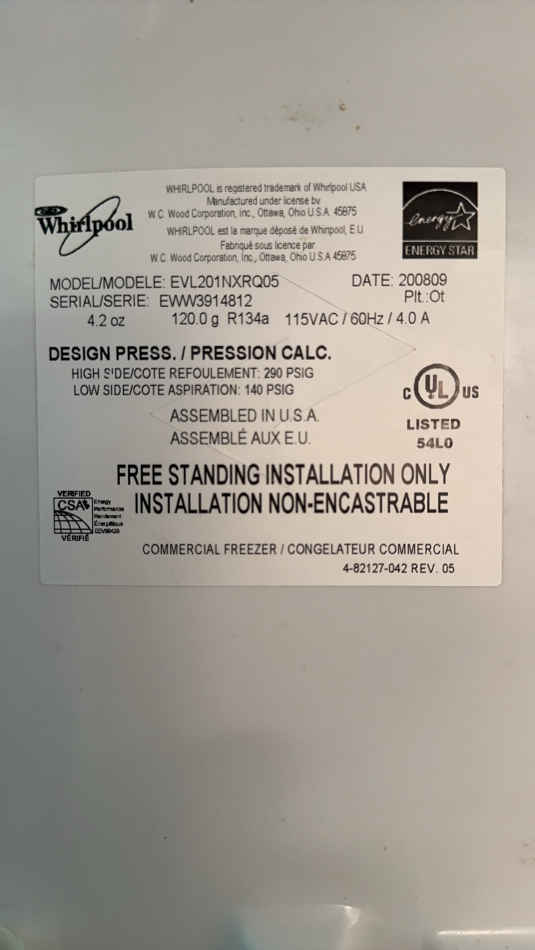 WHIRLPOOL is registered trademark of Whirlpool USA
Manufactured under license by
W.C. Wood Corporation, Inc., Ottawa, Ohio U.S.A. 45875
WHIRLPOOL est la marque déposé de Whirlpool, E.U.
Fabriqué sous licence par
W.C. Wood Corporation, Inc., Ottawa, Ohio U.S.A 45875
Whirlpool
energy
ENERGY STAR
MODEL/MODELE: EVL201NXRQ05 DATE: 200809
SERIAL/SERIE: EWW3914812 Plt.:Ot
4.2 oz 120.0 g R134a 115VAC / 60Hz / 4.0 A
DESIGN PRESS. / PRESSION CALC.
HIGH SIDE/COTE REFOULEMENT: 290 PSIG
LOW SIDE/COTE ASPIRATION: 140 PSIG
ASSEMBLED IN U.S.A.
ASSEMBLÉ AUX E.U.
C UL US
LISTED
54L0
FREE STANDING INSTALLATION ONLY
INSTALLATION NON-ENCASTRABLE
VERIFIED
CSA
Energy
Performance
Rendement
Énergétique
VÉRIFIÉ
COMMERCIAL FREEZER / CONGELATEUR COMMERCIAL
4-82127-042 REV. 05